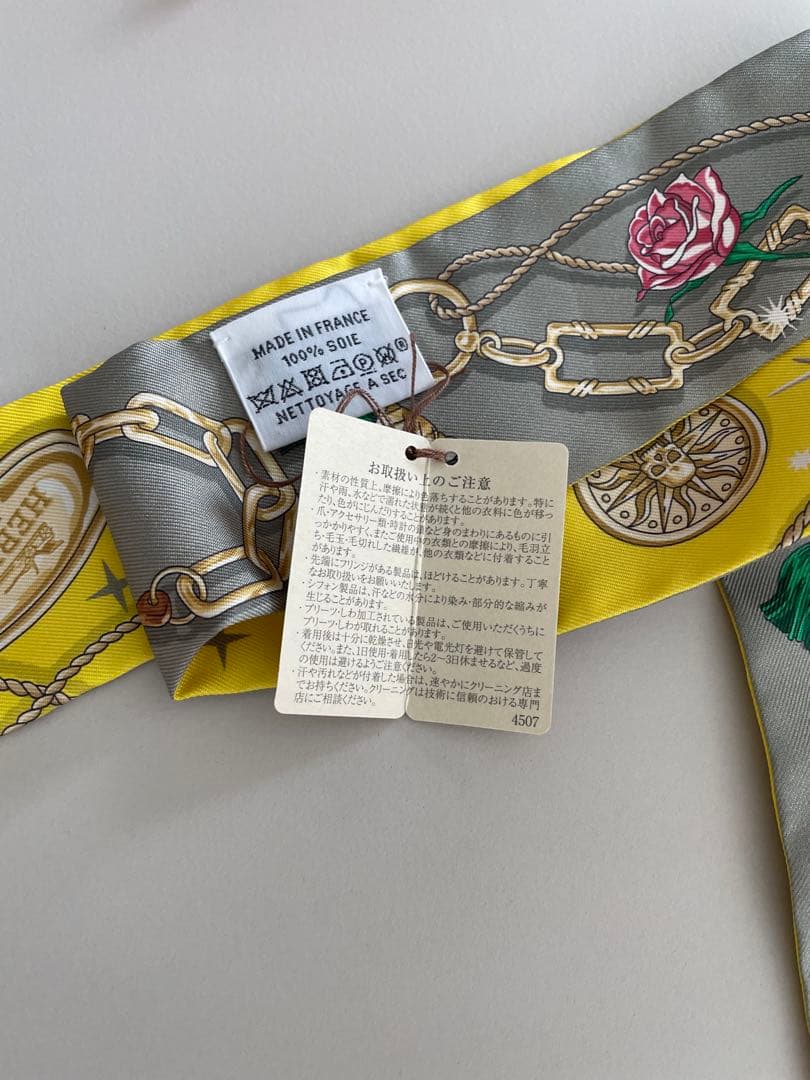 MADE IN FRANCE
100% SOIE
NETTOYAGE A SEC
お取扱い上のご注意
・素材の性質上、摩擦により色落ちすることがあります。特に
汗や雨、水などで濡れた状態が続くと他の衣料に色が移っ
たり、色がにじんだりすることがあります。
・爪・アクセサリー類・時計の鎖など身のまわりにあるものに引
っかかりやすく、またご使用中の衣類との摩擦により、毛羽立
ち・毛玉・毛切れした繊維が、他の衣類などに付着すること
があります。
・先端にフリンジがある製品は、ほどけることがあります。丁寧
なお取り扱いをお願いいたします。
・シフォン製品は、汗などの水分により染み・部分的な縮みが
生じることがあります。
・プリーツ・しわ加工されている製品は、ご使用いただくうちに
プリーツ・しわが取れることがあります。
・着用後は十分に乾燥させ、日光や電光灯を避けて保管して
ください。また、1日使用・着用したら2〜3日休ませるなど、過度
の使用は避けるようご注意ください。
・汗や汚れなどが付着した場合は、速やかにクリーニング店ま
でお持ちください。クリーニングは技術に信頼のおける専門
店にご相談ください。
4507